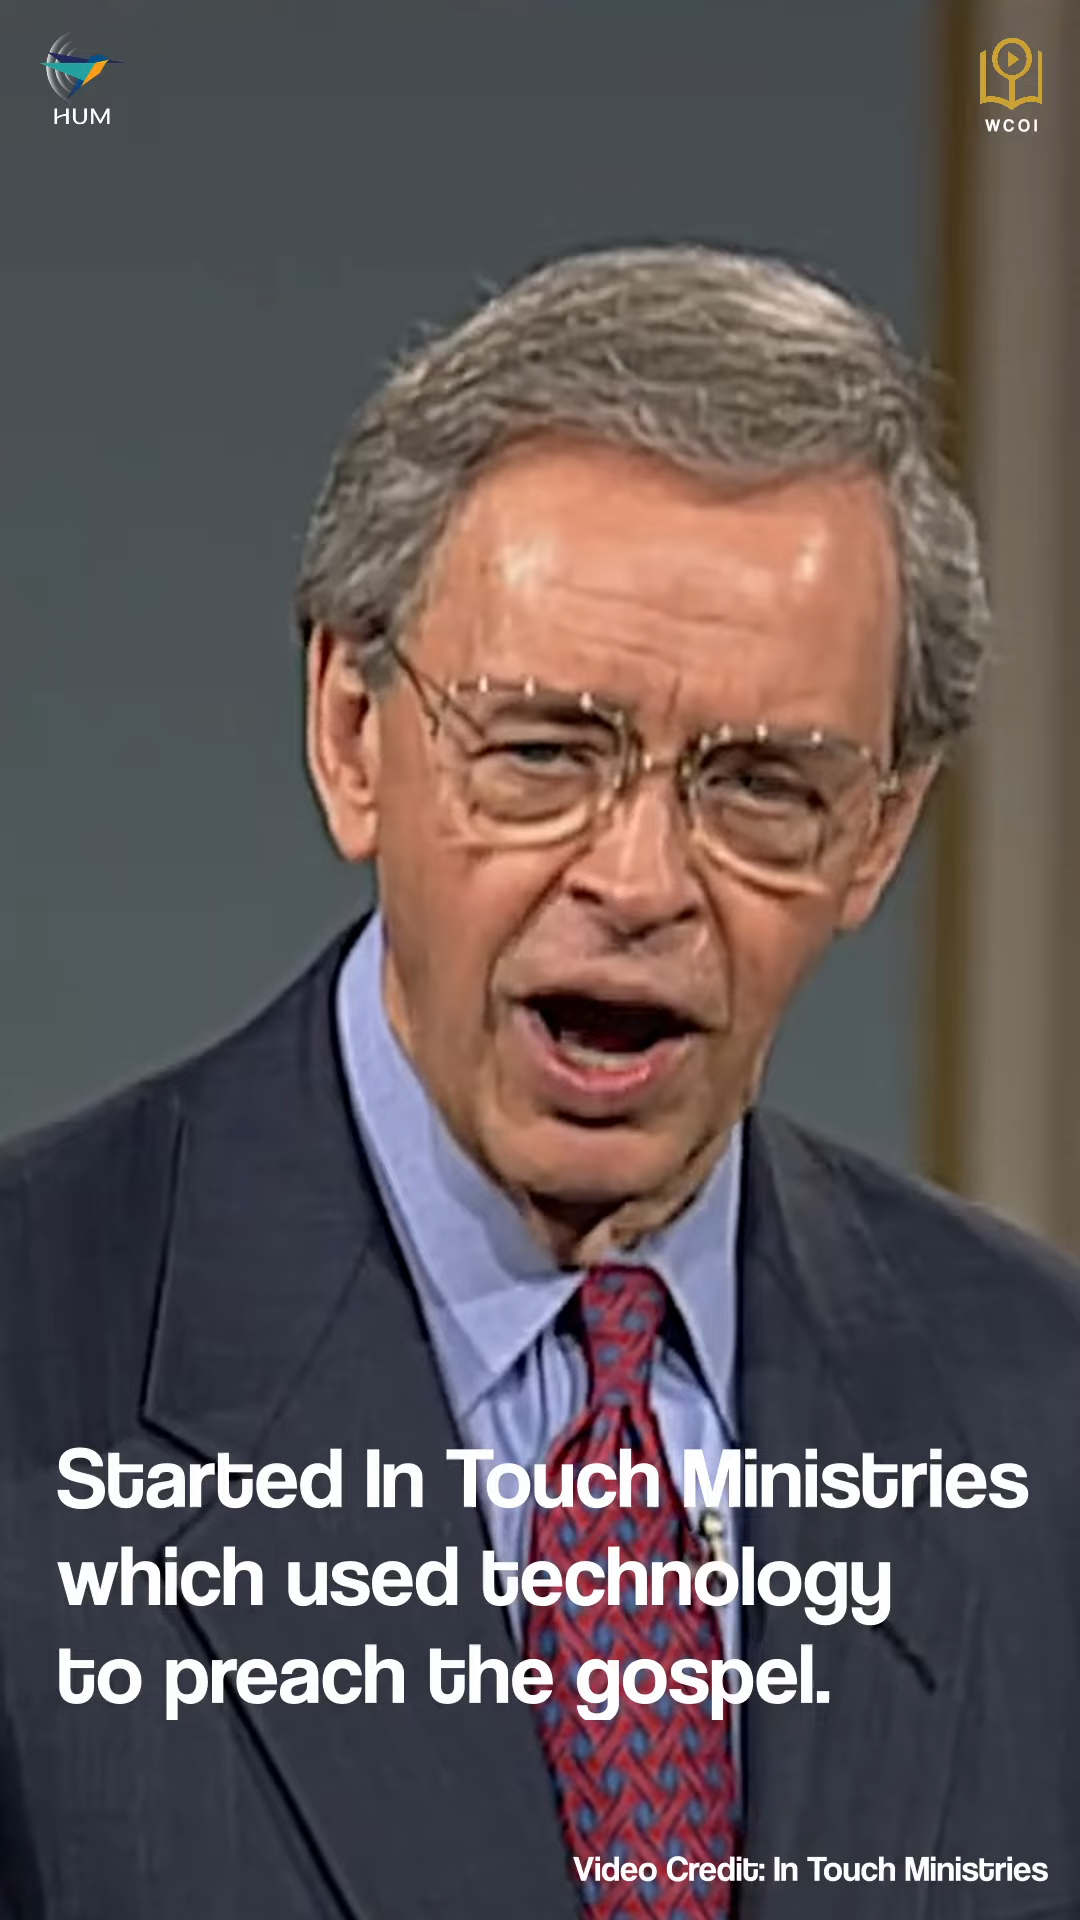 HUM
WCOI
Started In Touch Ministries
which used technology
to preach the gospel.
Video Credit: In Touch Ministries